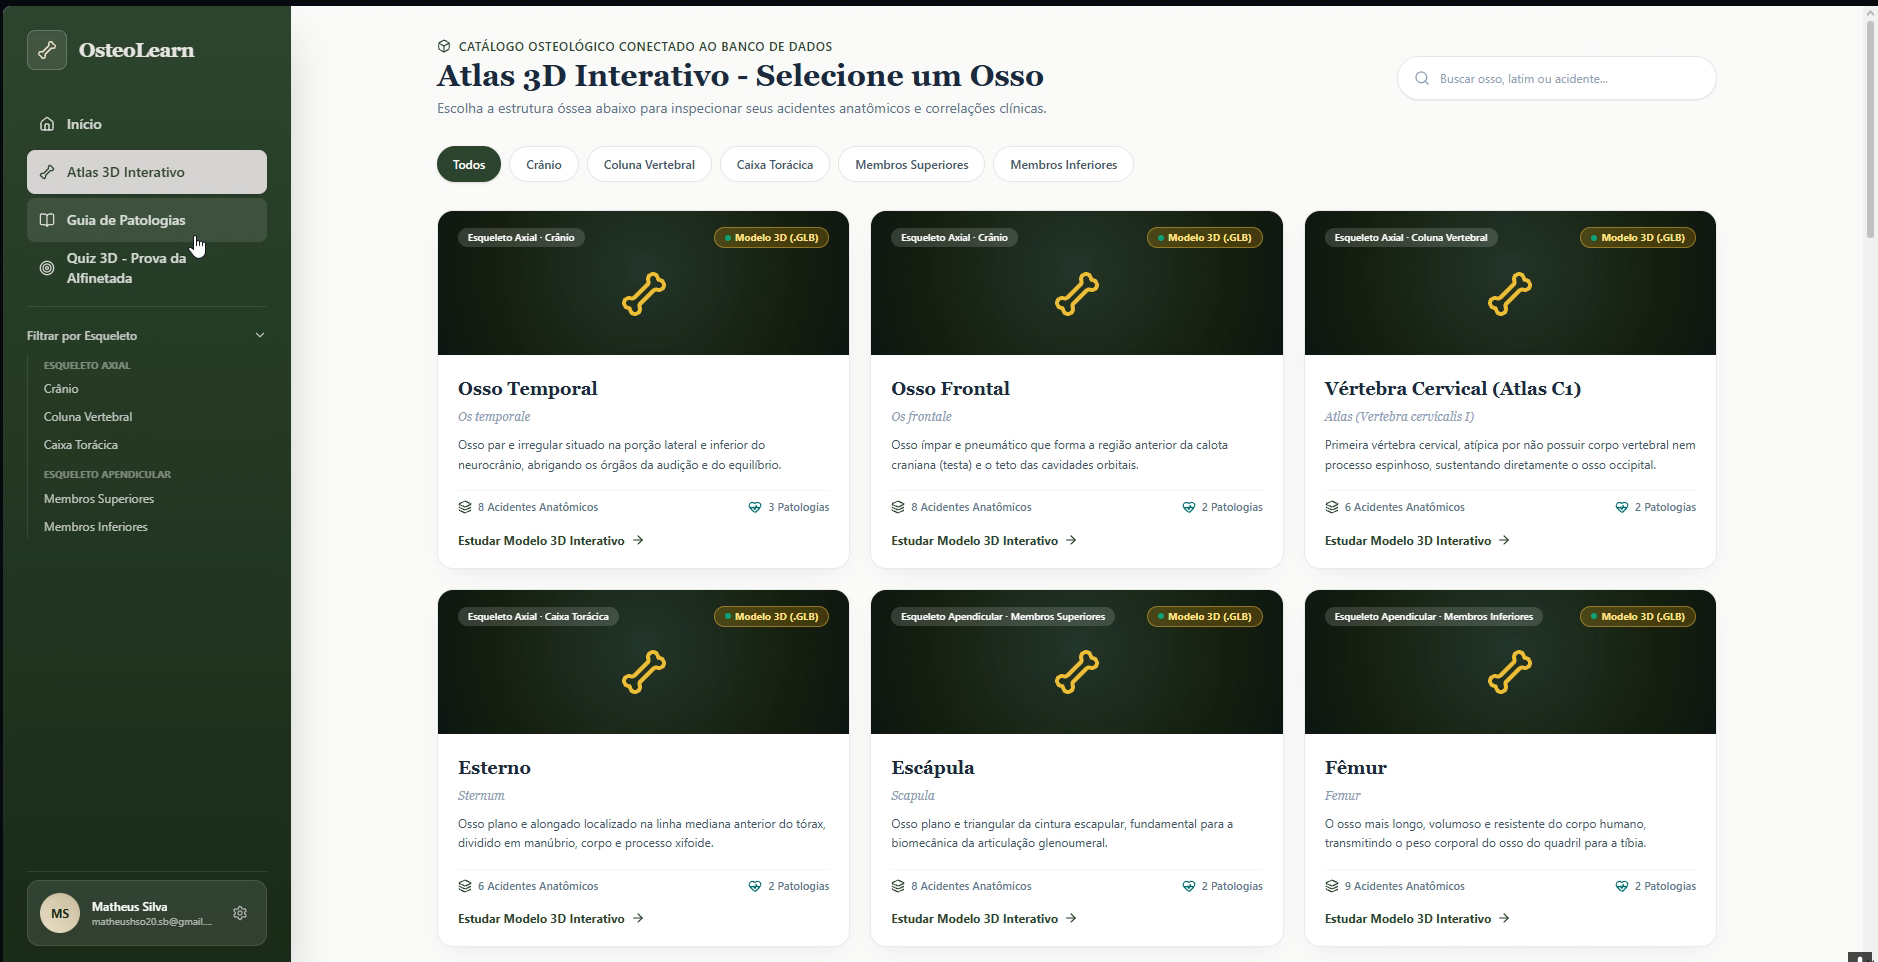 OsteoLearn
Início
Atlas 3D Interativo
Guia de Patologias
Quiz 3D - Prova da
Alfinetada
Filtrar por Esqueleto
ESQUELETO AXIAL
Crânio
Coluna Vertebral
Caixa Torácica
ESQUELETO APENDICULAR
Membros Superiores
Membros Inferiores
MS
Matheus Silva
matheushso20.sb@gmail....
CATÁLOGO OSTEOLÓGICO CONECTADO AO BANCO DE DADOS
Atlas 3D Interativo - Selecione um Osso
Escolha a estrutura óssea abaixo para inspecionar seus acidentes anatômicos e correlações clínicas.
Buscar osso, latim ou acidente...
Todos
Crânio
Coluna Vertebral
Caixa Torácica
Membros Superiores
Membros Inferiores
Esqueleto Axial · Crânio
Modelo 3D (.GLB)
Osso Temporal
Os temporale
Osso par e irregular situado na porção lateral e inferior do
neurocrânio, abrigando os órgãos da audição e do equilíbrio.
8 Acidentes Anatômicos
3 Patologias
Estudar Modelo 3D Interativo
Esqueleto Axial · Crânio
Modelo 3D (.GLB)
Osso Frontal
Os frontale
Osso ímpar e pneumático que forma a região anterior da calota
craniana (testa) e o teto das cavidades orbitais.
8 Acidentes Anatômicos
2 Patologias
Estudar Modelo 3D Interativo
Esqueleto Axial · Coluna Vertebral
Modelo 3D (.GLB)
Vértebra Cervical (Atlas C1)
Atlas (Vertebra cervicalis I)
Primeira vértebra cervical, atípica por não possuir corpo vertebral nem
processo espinhoso, sustentando diretamente o osso occipital.
6 Acidentes Anatômicos
2 Patologias
Estudar Modelo 3D Interativo
Esqueleto Axial · Caixa Torácica
Modelo 3D (.GLB)
Esterno
Sternum
Osso plano e alongado localizado na linha mediana anterior do tórax,
dividido em manúbrio, corpo e processo xifoide.
6 Acidentes Anatômicos
2 Patologias
Estudar Modelo 3D Interativo
Esqueleto Apendicular · Membros Superiores
Modelo 3D (.GLB)
Escápula
Scapula
Osso plano e triangular da cintura escapular, fundamental para a
biomecânica da articulação glenoumeral.
8 Acidentes Anatômicos
2 Patologias
Estudar Modelo 3D Interativo
Esqueleto Apendicular · Membros Inferiores
Modelo 3D (.GLB)
Fêmur
Femur
O osso mais longo, volumoso e resistente do corpo humano,
transmitindo o peso corporal do osso do quadril para a tíbia.
9 Acidentes Anatômicos
2 Patologias
Estudar Modelo 3D Interativo